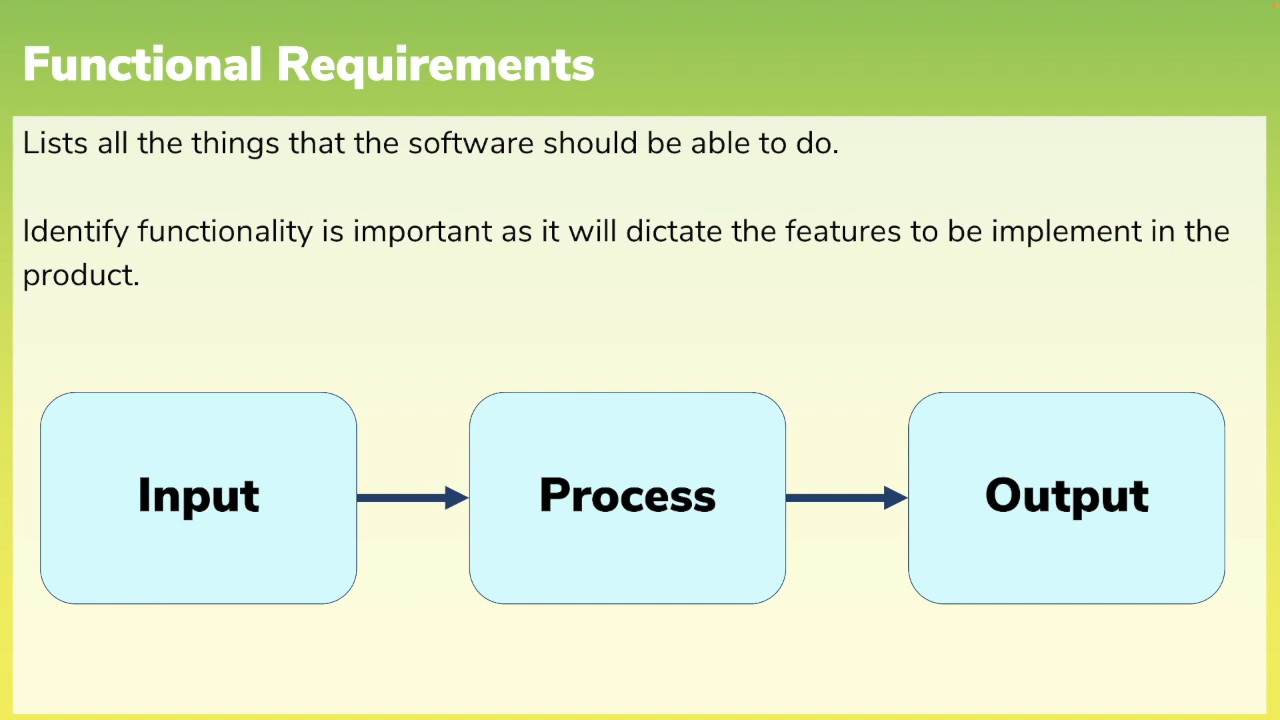 Functional Requirements
Lists all the things that the software should be able to do.
Identify functionality is important as it will dictate the features to be implement in the
product.
Input
Process
Output